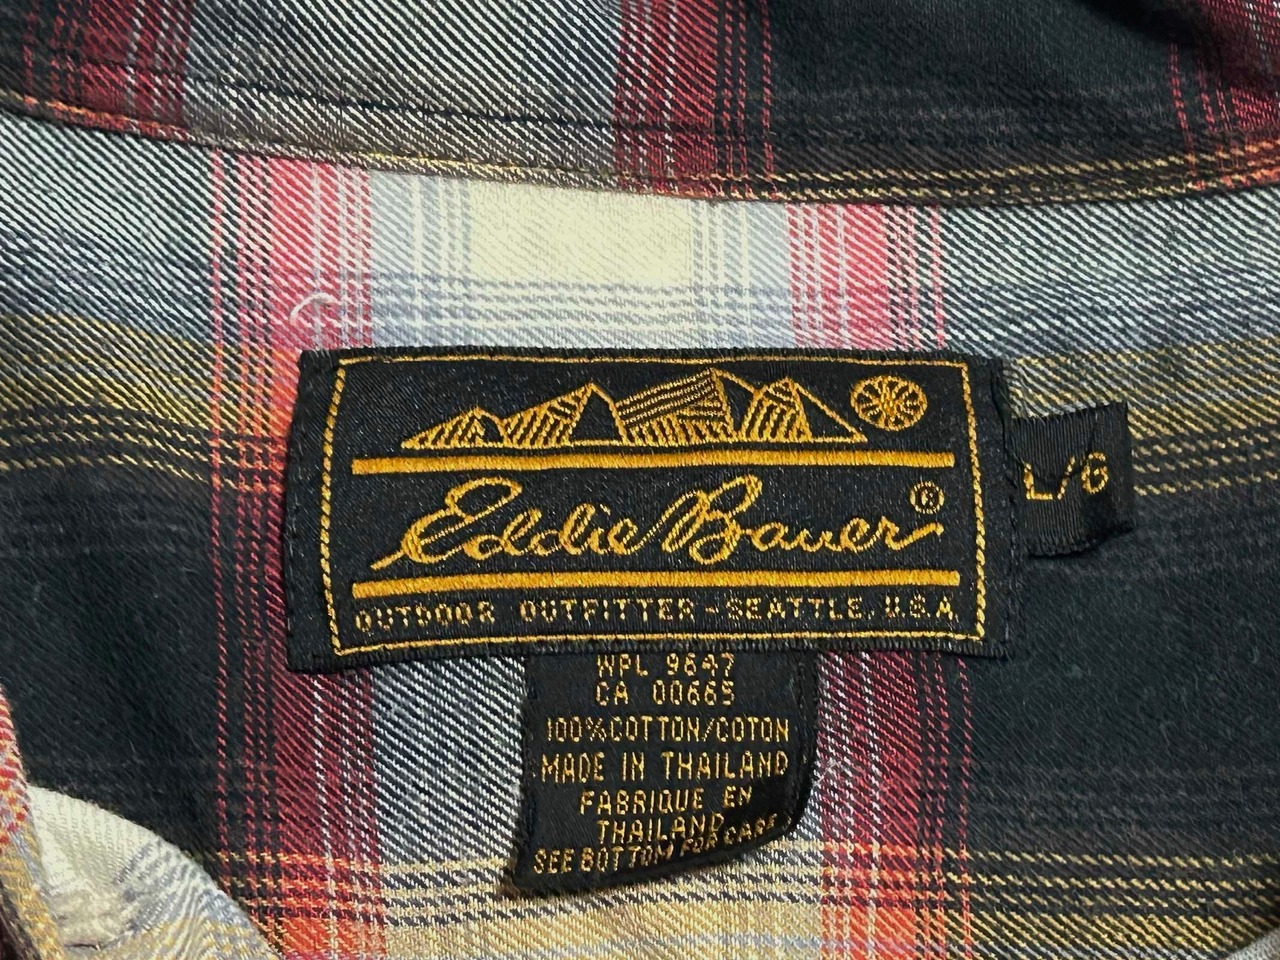 Eddie Bauer®
L/G
OUTDOOR OUTFITTER-SEATTLE, U.S.A
WPL 9647
CA 00665
100%COTTON/COTON
MADE IN THAILAND
FABRIQUE EN
THAILAND
SEE BOTTOM FOR CARE